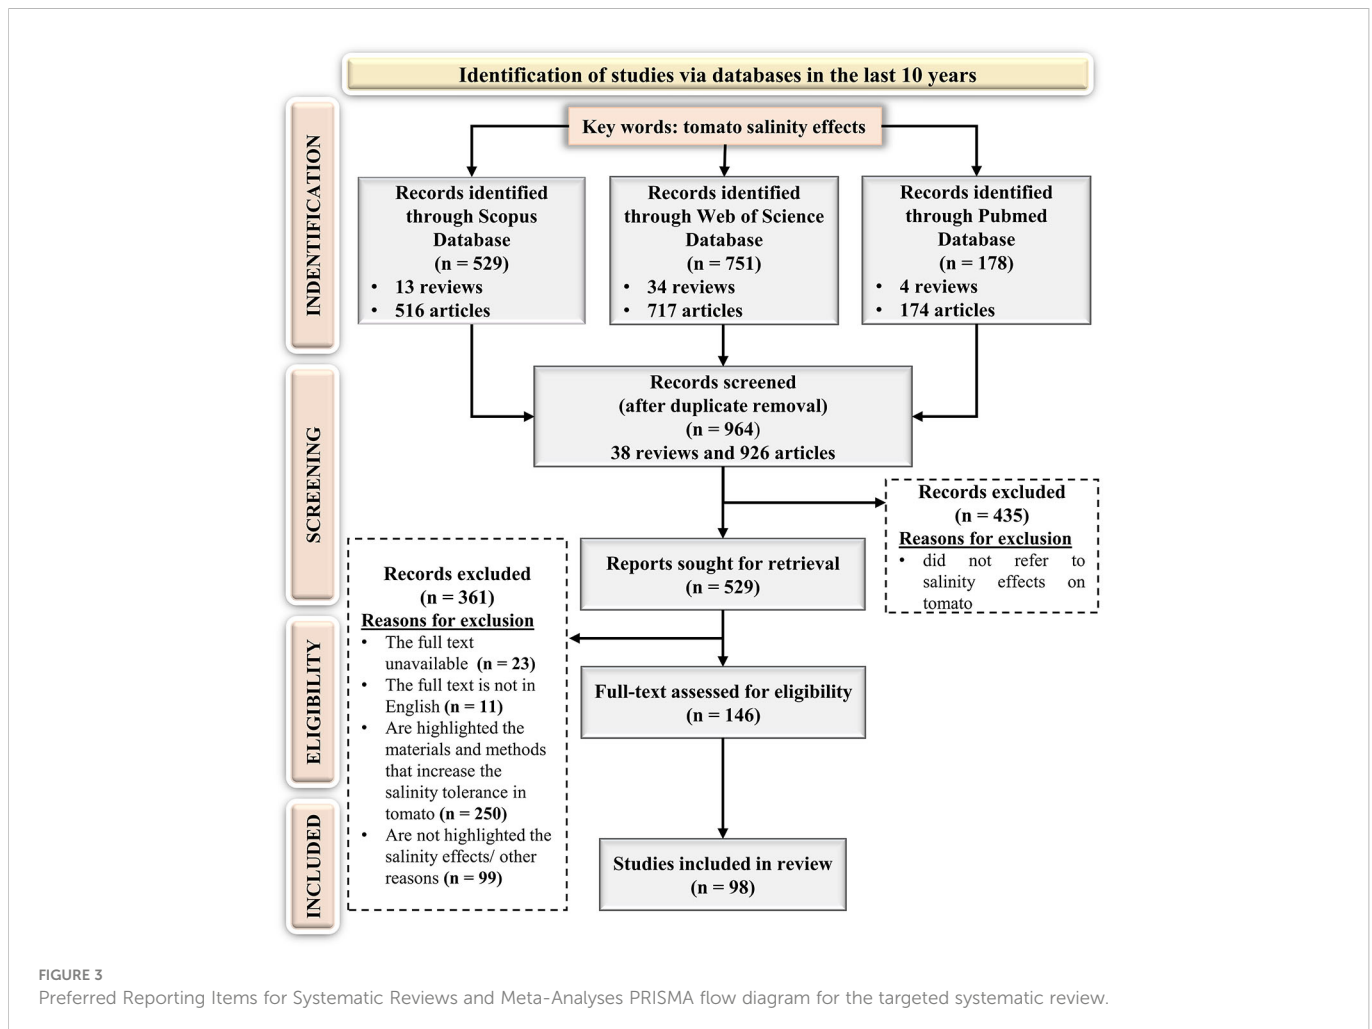 Identification of studies via databases in the last 10 years
INDENTIFICATION
Key words: tomato salinity effects
Records identified
through Scopus
Database
(n = 529)
• 13 reviews
• 516 articles
Records identified
through Web of Science
Database
(n = 751)
• 34 reviews
• 717 articles
Records identified
through Pubmed
Database
(n = 178)
• 4 reviews
• 174 articles
SCREENING
Records screened
(after duplicate removal)
(n = 964)
38 reviews and 926 articles
Records excluded
(n = 435)
Reasons for exclusion
• did not refer to
salinity effects on
tomato
Reports sought for retrieval
(n = 529)
Records excluded
(n = 361)
Reasons for exclusion
• The full text
unavailable (n = 23)
• The full text is not in
English (n = 11)
• Are highlighted the
materials and methods
that increase the
salinity tolerance in
tomato (n = 250)
• Are not highlighted the
salinity effects/ other
reasons (n = 99)
ELIGIBILITY
Full-text assessed for eligibility
(n = 146)
INCLUDED
Studies included in review
(n = 98)
FIGURE 3
Preferred Reporting Items for Systematic Reviews and Meta-Analyses PRISMA flow diagram for the targeted systematic review.